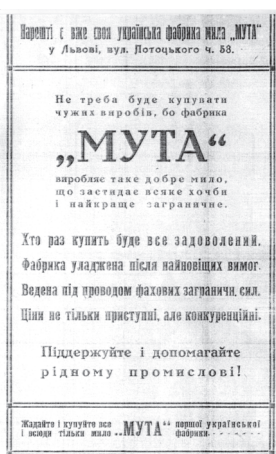 Нарешті є вже своя українська фабрика мила „МУТА“
у Львові, вул. Потоцького ч. 53.
Не треба буде купувати
чужих виробів, бо фабрика
„МУТА“
виробляє таке добре мило,
що застидає всяке хочби
і найкраще заграничне.
Хто раз купить буде все задоволений.
Фабрика уладжена після найновіщих вимог.
Ведена під проводом фахових загранични. сил.
Ціни не тільки приступні, але конкуренційні.
Піддержуйте і допомагайте
рідному промислові!
Жадайте і купуйте все
і всюди тільки мило „МУТА“ першої української
фабрики